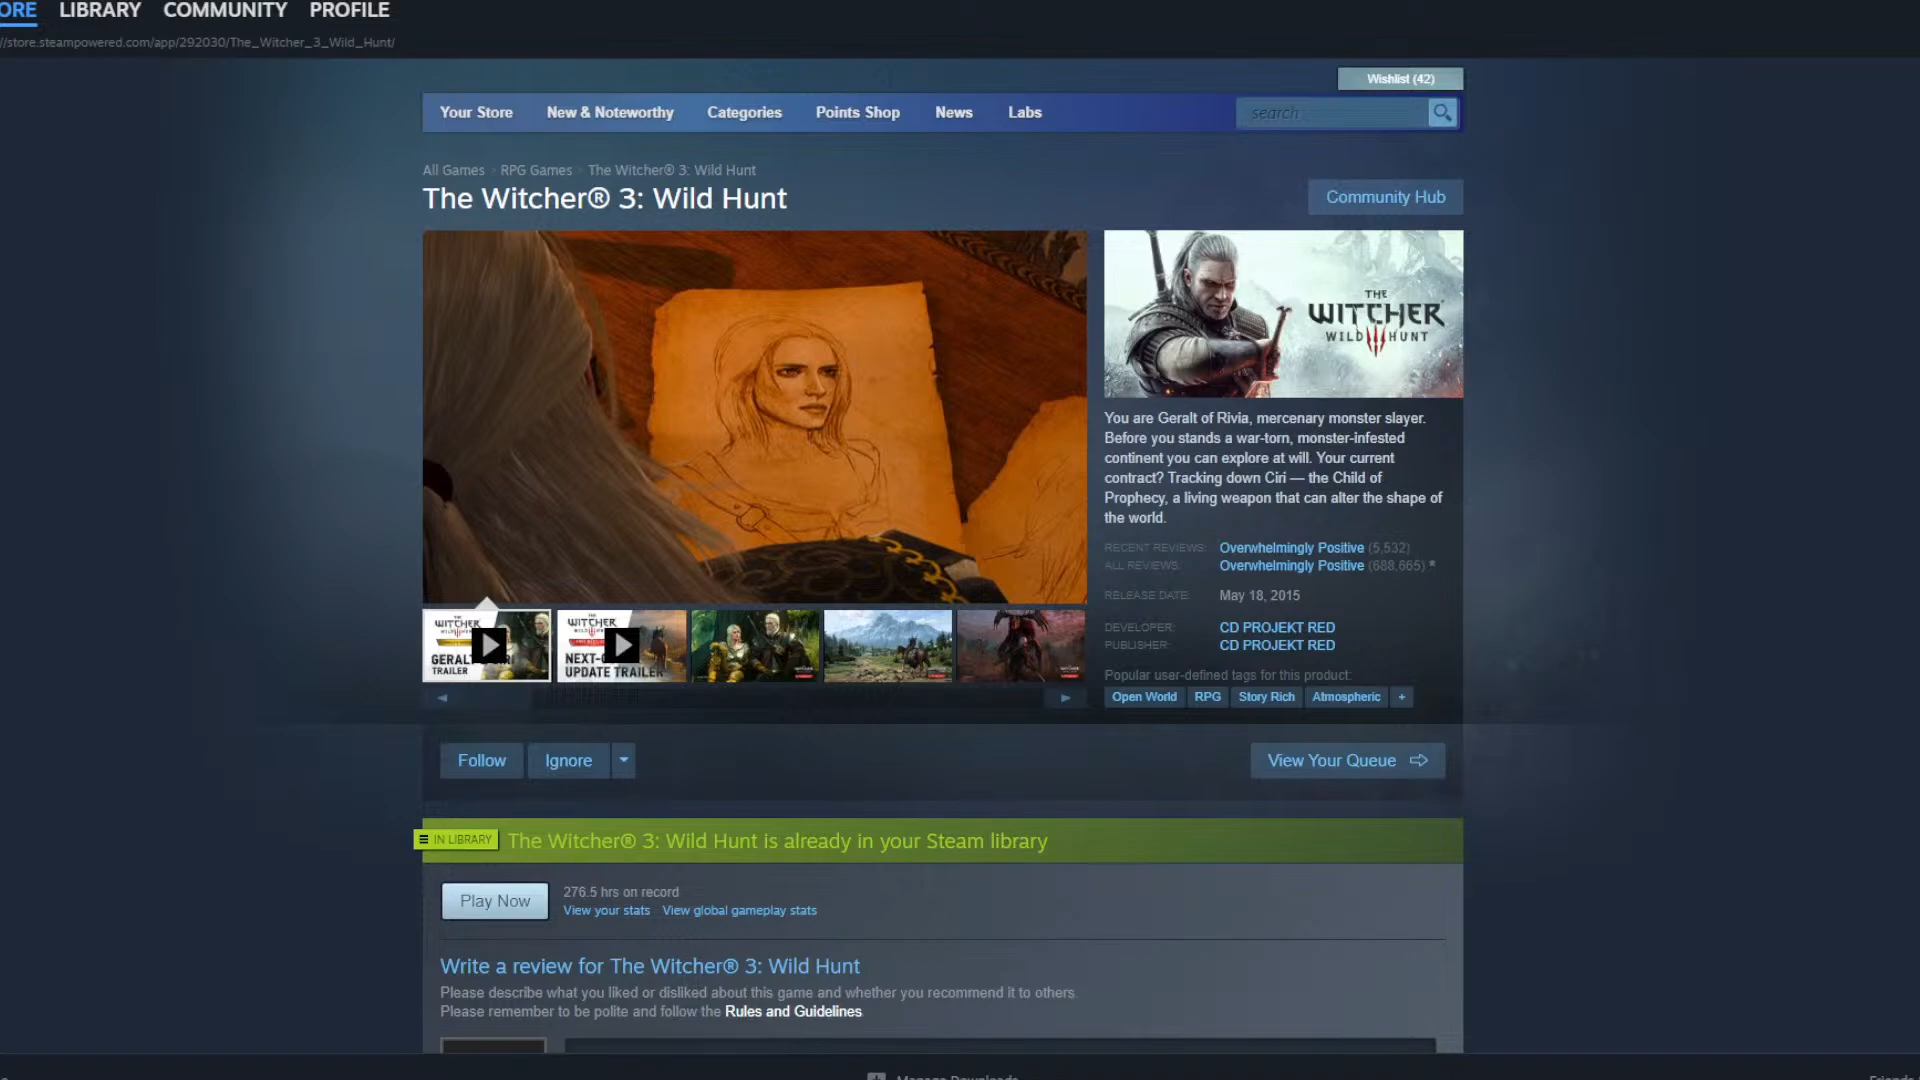 ORE LIBRARY COMMUNITY PROFILE
//store.steampowered.com/app/292030/The_Witcher_3_Wild_Hunt/
Wishlist (42)
Your Store New & Noteworthy Categories Points Shop News Labs search
All Games RPG Games The Witcher® 3: Wild Hunt
The Witcher® 3: Wild Hunt
Community Hub
THE
WITCHER
WILD HUNT
You are Geralt of Rivia, mercenary monster slayer.
Before you stands a war-torn, monster-infested
continent you can explore at will. Your current
contract? Tracking down Ciri — the Child of
Prophecy, a living weapon that can alter the shape of
the world.
RECENT REVIEWS: Overwhelmingly Positive (5,532)
ALL REVIEWS: Overwhelmingly Positive (688,665) *
RELEASE DATE: May 18, 2015
DEVELOPER: CD PROJEKT RED
PUBLISHER: CD PROJEKT RED
Popular user-defined tags for this product:
Open World RPG Story Rich Atmospheric +
THE
WITCHER
TRAILER
THE
WITCHER
UPDATE TRAILER
Follow Ignore
View Your Queue
IN LIBRARY The Witcher® 3: Wild Hunt is already in your Steam library
Play Now
276.5 hrs on record
View your stats View global gameplay stats
Write a review for The Witcher® 3: Wild Hunt
Please describe what you liked or disliked about this game and whether you recommend it to others.
Please remember to be polite and follow the Rules and Guidelines